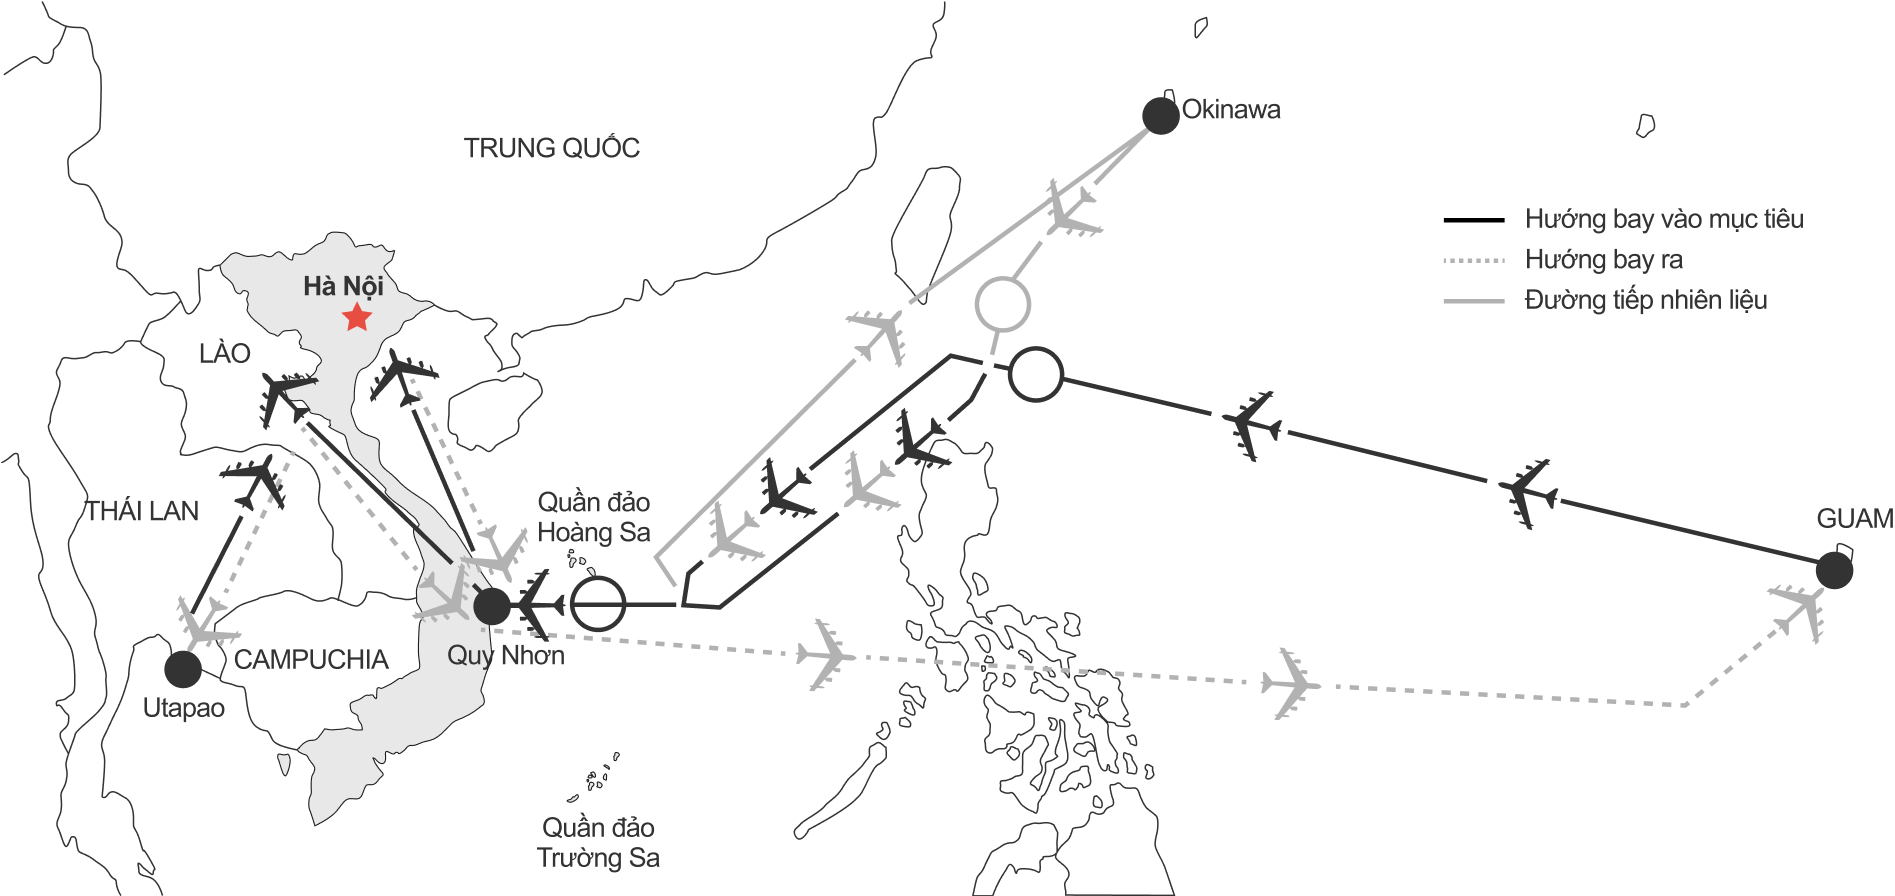 Okinawa
TRUNG QUỐC
Hướng bay vào mục tiêu
Hướng bay ra
Đường tiếp nhiên liệu
Hà Nội
LÀO
THÁI LAN
Quần đảo
Hoàng Sa
GUAM
CAMPUCHIA
Quy Nhơn
Utapao
Quần đảo
Trường Sa